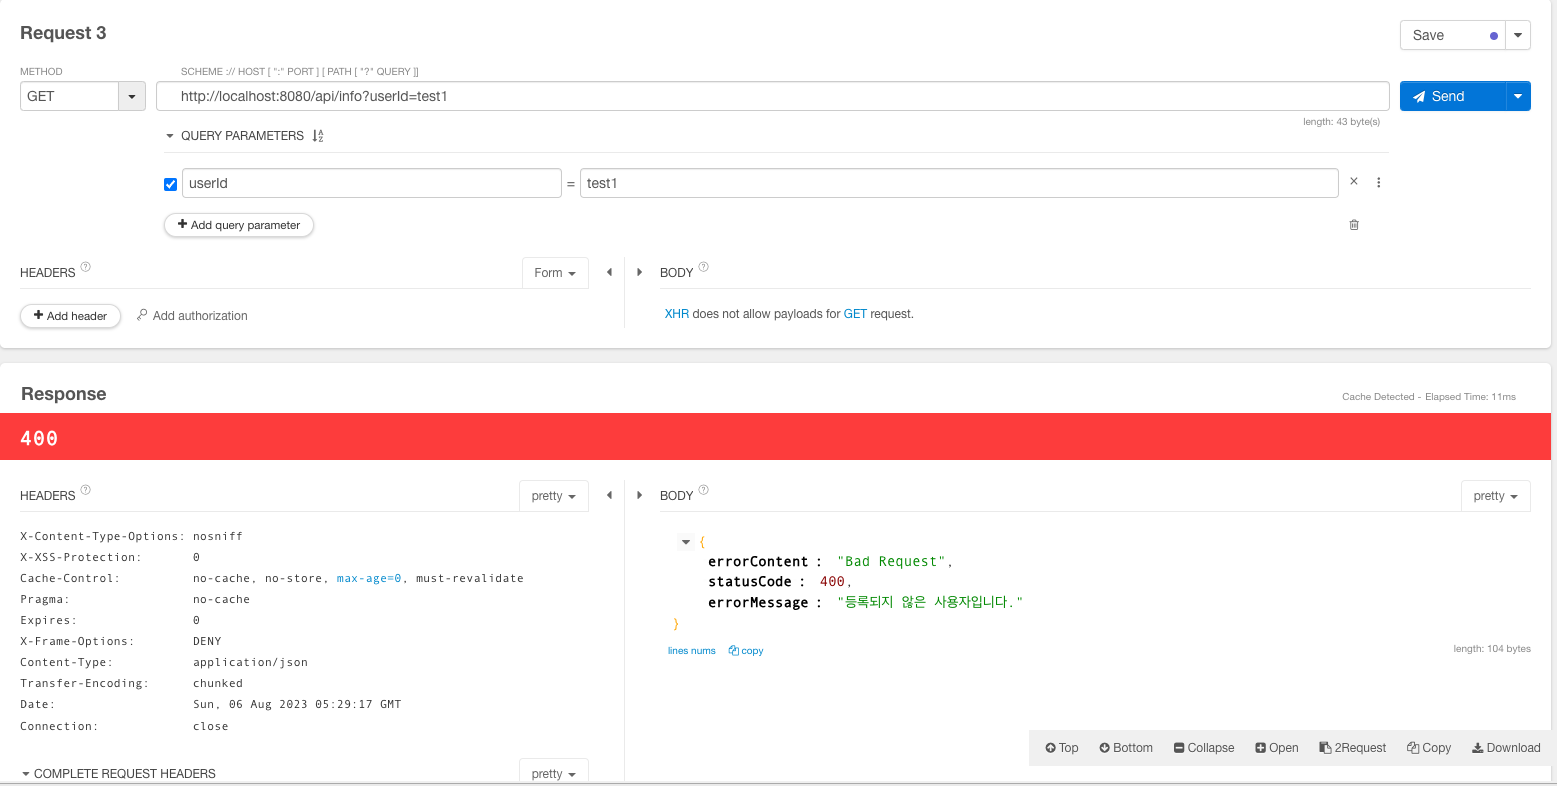 Request 3
Save
METHOD
SCHEME :// HOST [ ":" PORT ] [ PATH [ "?" QUERY ]]
GET
http://localhost:8080/api/info?userId=test1
Send
length: 43 byte(s)
QUERY PARAMETERS
userId = test1
Add query parameter
HEADERS ?
Form
BODY ?
Add header
Add authorization
XHR does not allow payloads for GET request.
Response
Cache Detected - Elapsed Time: 11ms
400
HEADERS ?
pretty
BODY ?
pretty
X-Content-Type-Options: nosniff
X-XSS-Protection: 0
Cache-Control: no-cache, no-store, max-age=0, must-revalidate
Pragma: no-cache
Expires: 0
X-Frame-Options: DENY
Content-Type: application/json
Transfer-Encoding: chunked
Date: Sun, 06 Aug 2023 05:29:17 GMT
Connection: close
{
errorContent : "Bad Request",
statusCode : 400,
errorMessage : "등록되지 않은 사용자입니다."
}
lines nums copy
length: 104 bytes
Top Bottom Collapse Open 2Request Copy Download
COMPLETE REQUEST HEADERS
pretty